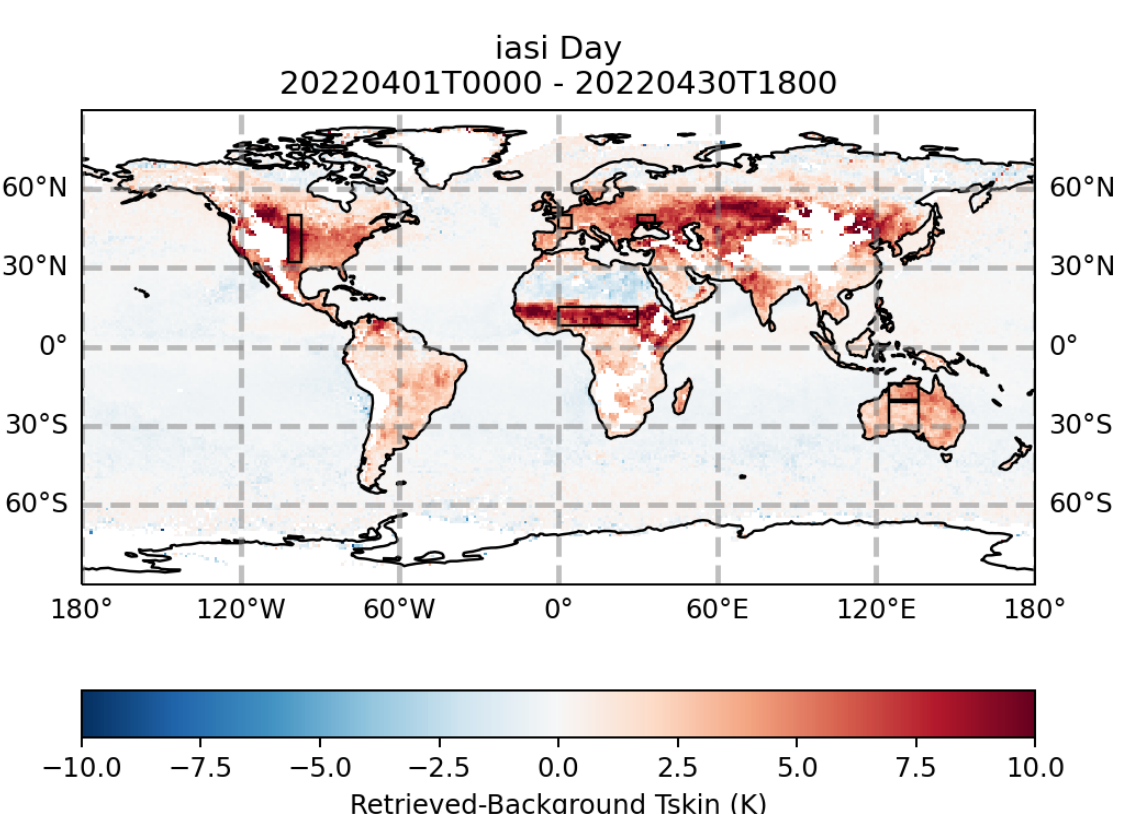 iasi Day
20220401T0000 - 20220430T1800
60°N 60°N
30°N 30°N
0° 0°
30°S 30°S
60°S 60°S
180° 120°W 60°W 0° 60°E 120°E 180°
−10.0 −7.5 −5.0 −2.5 0.0 2.5 5.0 7.5 10.0
Retrieved-Background Tskin (K)